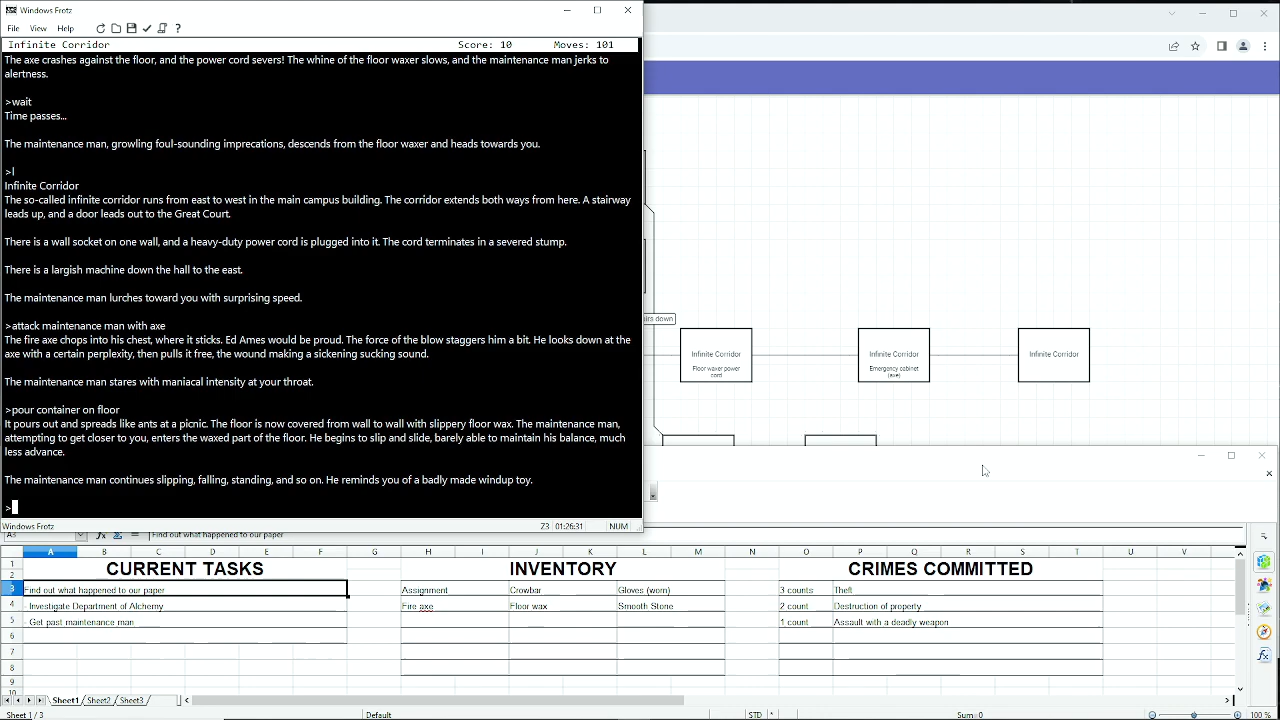 Windows Frotz
File View Help
Infinite Corridor Score: 10 Moves: 101
The axe crashes against the floor, and the power cord severs! The whine of the floor waxer slows, and the maintenance man jerks to
alertness.
>wait
Time passes...
The maintenance man, growling foul-sounding imprecations, descends from the floor waxer and heads towards you.
>l
Infinite Corridor
The so-called infinite corridor runs from east to west in the main campus building. The corridor extends both ways from here. A stairway
leads up, and a door leads out to the Great Court.
There is a wall socket on one wall, and a heavy-duty power cord is plugged into it. The cord terminates in a severed stump.
There is a largish machine down the hall to the east.
The maintenance man lurches toward you with surprising speed.
>attack maintenance man with axe
The fire axe chops into his chest, where it sticks. Ed Ames would be proud. The force of the blow staggers him a bit. He looks down at the
axe with a certain perplexity, then pulls it free, the wound making a sickening sucking sound.
The maintenance man stares with maniacal intensity at your throat.
>pour container on floor
It pours out and spreads like ants at a picnic. The floor is now covered from wall to wall with slippery floor wax. The maintenance man,
attempting to get closer to you, enters the waxed part of the floor. He begins to slip and slide, barely able to maintain his balance, much
less advance.
The maintenance man continues slipping, falling, standing, and so on. He reminds you of a badly made windup toy.
>
Windows Frotz Z3 01:26:31 NUM
irs down
Infinite Corridor
Floor waxer power
cord
Infinite Corridor
Emergency cabinet
(axe)
Infinite Corridor
A3 Find out what happened to our paper
A B C D E F G H I J K L M N O P Q R S T U V
1 CURRENT TASKS INVENTORY CRIMES COMMITTED
2
3 Find out what happened to our paper Assignment Crowbar Gloves (worn) 3 counts Theft
4 - Investigate Department of Alchemy Fire axe Floor wax Smooth Stone 2 count Destruction of property
5 - Get past maintenance man 1 count Assault with a deadly weapon
6
7
8
9
10
Sheet1 Sheet2 Sheet3
Sheet 1 / 3 Default STD * Sum=0 100 %